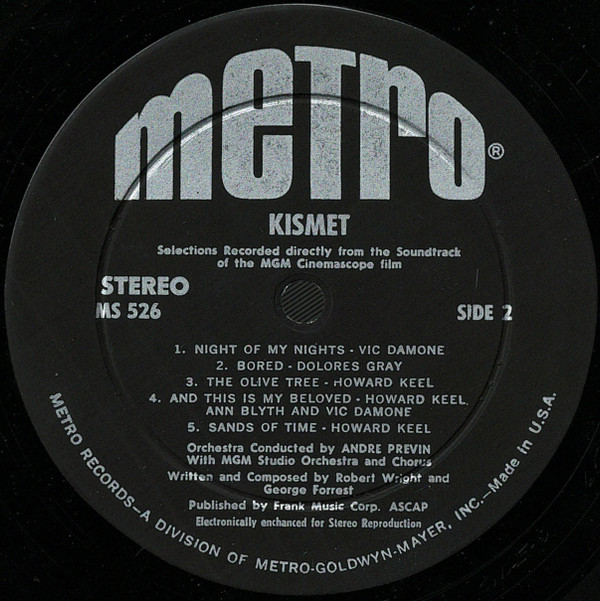 metro®
KISMET
Selections Recorded directly from the Soundtrack
of the MGM Cinemascope film
STEREO
MS 526
SIDE 2
1. NIGHT OF MY NIGHTS - VIC DAMONE
2. BORED - DOLORES GRAY
3. THE OLIVE TREE - HOWARD KEEL
4. AND THIS IS MY BELOVED - HOWARD KEEL,
ANN BLYTH AND VIC DAMONE
5. SANDS OF TIME - HOWARD KEEL
Orchestra Conducted by ANDRE PREVIN
With MGM Studio Orchestra and Chorus
Written and Composed by Robert Wright and
George Forrest
Published by Frank Music Corp. ASCAP
Electronically enchanced for Stereo Reproduction
METRO RECORDS—A DIVISION OF METRO-GOLDWYN-MAYER, INC.—Made in U.S.A.